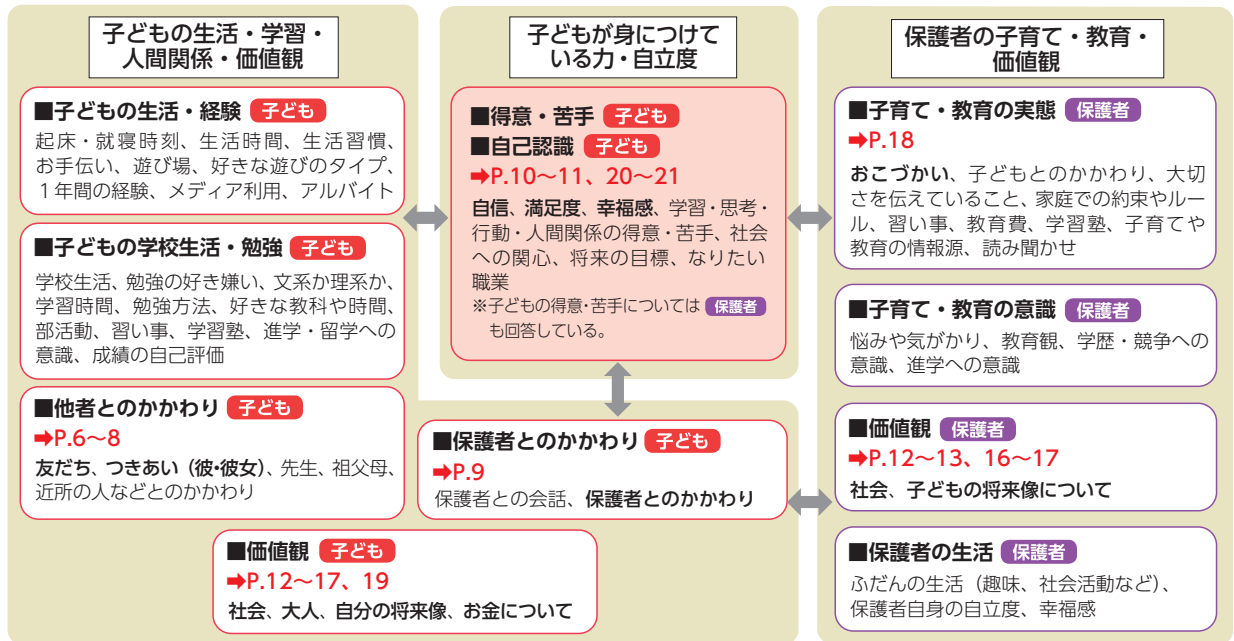 子どもの生活・学習・
人間関係・価値観
■子どもの生活・経験 子ども
起床・就寝時刻、生活時間、生活習慣、
お手伝い、遊び場、好きな遊びのタイプ、
１年間の経験、メディア利用、アルバイト
■子どもの学校生活・勉強 子ども
学校生活、勉強の好き嫌い、文系か理系か、
学習時間、勉強方法、好きな教科や時間、
部活動、習い事、学習塾、進学・留学への
意識、成績の自己評価
■他者とのかかわり 子ども
➡P.6～8
友だち、つきあい（彼・彼女）、先生、祖父母、
近所の人などとのかかわり
■保護者とのかかわり 子ども
➡P.9
保護者との会話、保護者とのかかわり
■価値観 子ども
➡P.12～17、19
社会、大人、自分の将来像、お金について
子どもが身につけて
いる力・自立度
■得意・苦手 子ども
■自己認識 子ども
➡P.10～11、20～21
自信、満足度、幸福感、学習・思考・
行動・人間関係の得意・苦手、社会
への関心、将来の目標、なりたい
職業
※子どもの得意・苦手については 保護者
も回答している。
保護者の子育て・教育・
価値観
■子育て・教育の実態 保護者
➡P.18
おこづかい、子どもとのかかわり、大切
さを伝えていること、家庭での約束やルー
ル、習い事、教育費、学習塾、子育てや
教育の情報源、読み聞かせ
■子育て・教育の意識 保護者
悩みや気がかり、教育観、学歴・競争への
意識、進学への意識
■価値観 保護者
➡P.12～13、16～17
社会、子どもの将来像について
■保護者の生活 保護者
ふだんの生活（趣味、社会活動など）、
保護者自身の自立度、幸福感